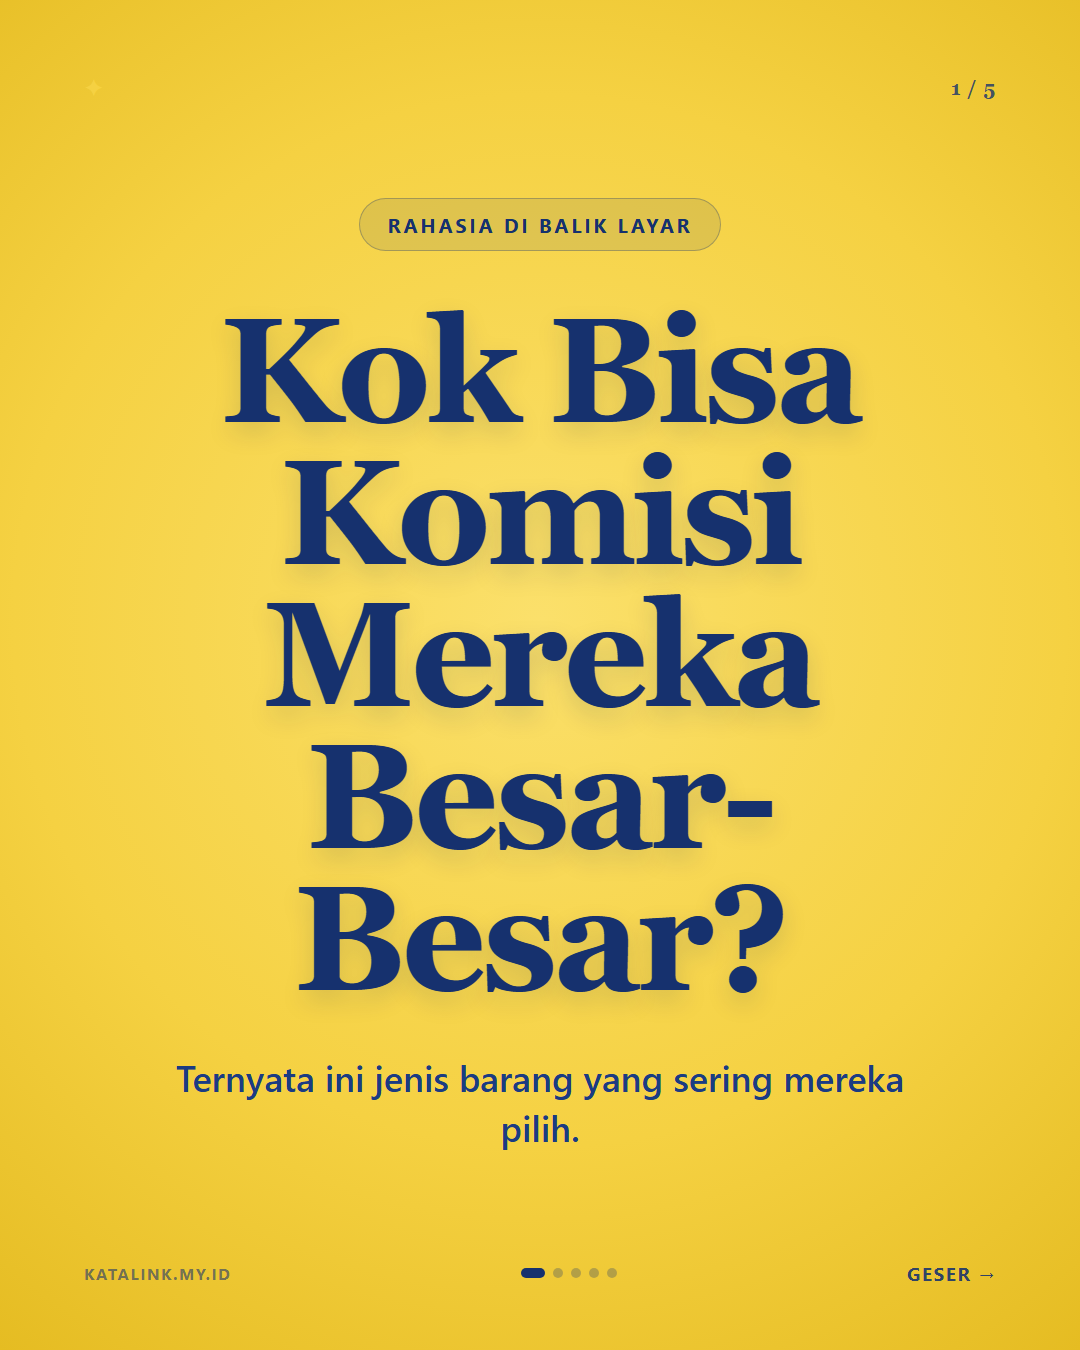 1 / 5
RAHASIA DI BALIK LAYAR
Kok Bisa
Komisi
Mereka
Besar-
Besar?
Ternyata ini jenis barang yang sering mereka
pilih.
KATALINK.MY.ID
GESER →